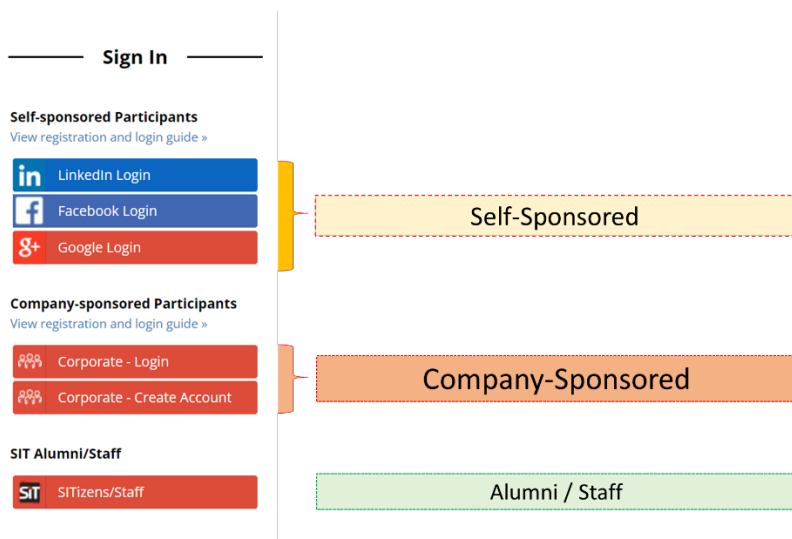 Sign In
Self-sponsored Participants
View registration and login guide »
in LinkedIn Login
f Facebook Login
g+ Google Login
Self-Sponsored
Company-sponsored Participants
View registration and login guide »
Corporate - Login
Corporate - Create Account
Company-Sponsored
SIT Alumni/Staff
SiT SITizens/Staff
Alumni / Staff